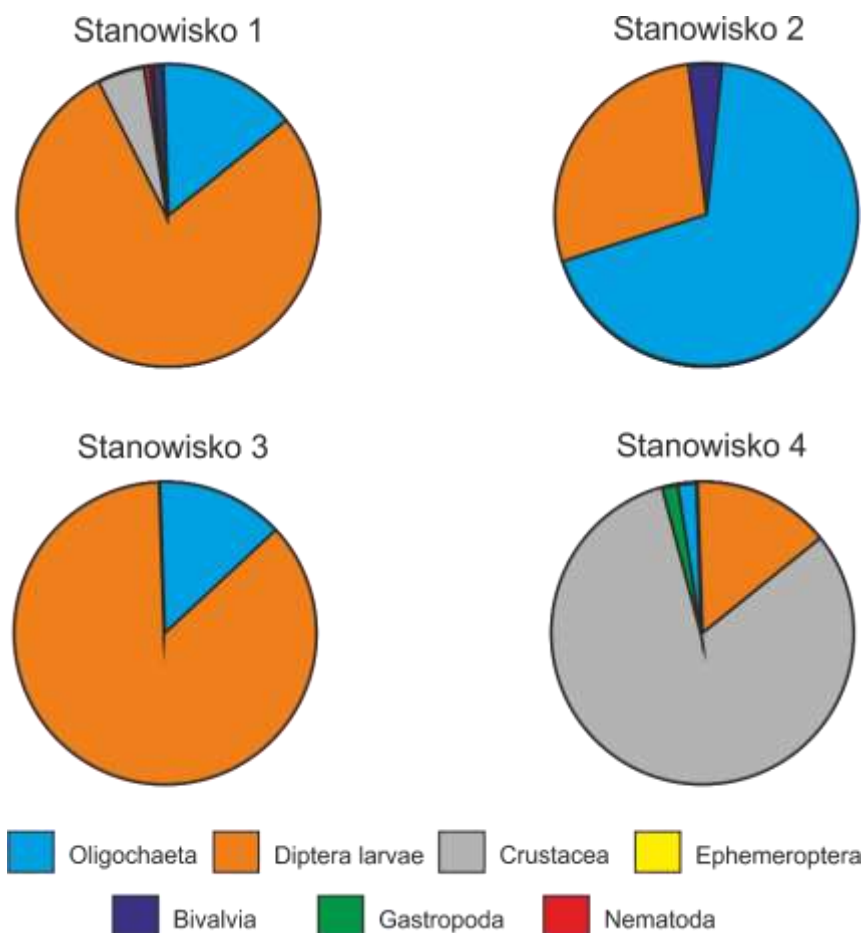 Stanowisko 1
Stanowisko 2
Stanowisko 3
Stanowisko 4
Oligochaeta
Diptera larvae
Crustacea
Ephemeroptera
Bivalvia
Gastropoda
Nematoda